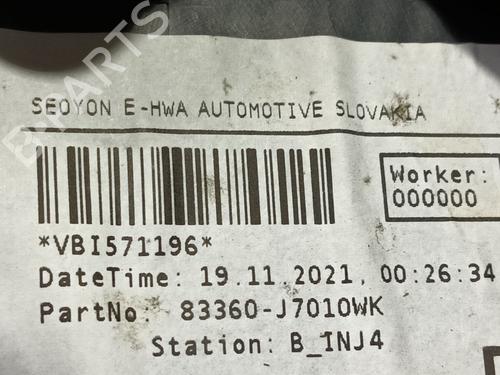 SEOYON E-HWA AUTOMOTIVE SLOVAKIA
Worker:
000000
*VBI571196*
DateTime: 19.11.2021, 00:26:34
PartNo: 83360-J7010WK
Station: B_INJ4